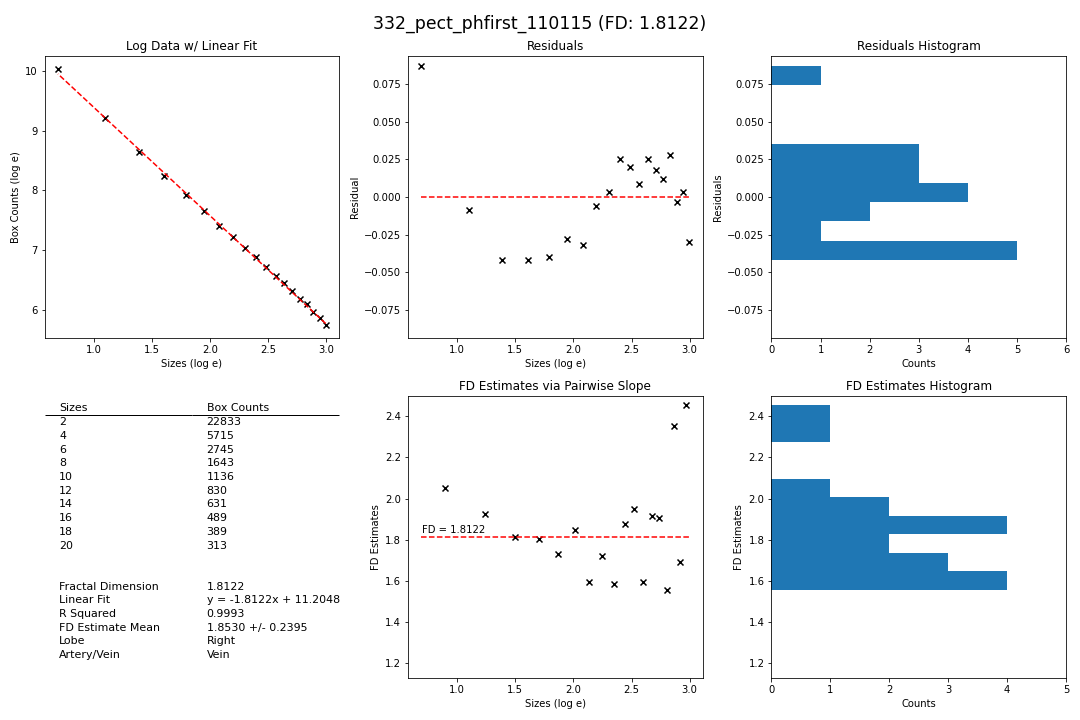 332_pect_phfirst_110115 (FD: 1.8122)
Log Data w/ Linear Fit
10
9
8
7
6
Box Counts (log e)
1.0 1.5 2.0 2.5 3.0
Sizes (log e)
Residuals
0.075
0.050
0.025
0.000
−0.025
−0.050
−0.075
Residual
1.0 1.5 2.0 2.5 3.0
Sizes (log e)
Residuals Histogram
0.075
0.050
0.025
0.000
−0.025
−0.050
−0.075
Residuals
0 1 2 3 4 5 6
Counts
Sizes Box Counts
2 22833
4 5715
6 2745
8 1643
10 1136
12 830
14 631
16 489
18 389
20 313
Fractal Dimension 1.8122
Linear Fit y = -1.8122x + 11.2048
R Squared 0.9993
FD Estimate Mean 1.8530 +/- 0.2395
Lobe Right
Artery/Vein Vein
FD Estimates via Pairwise Slope
2.4
2.2
2.0
1.8
1.6
1.4
1.2
FD Estimates
FD = 1.8122
1.0 1.5 2.0 2.5 3.0
Sizes (log e)
FD Estimates Histogram
2.4
2.2
2.0
1.8
1.6
1.4
1.2
FD Estimates
0 1 2 3 4 5
Counts